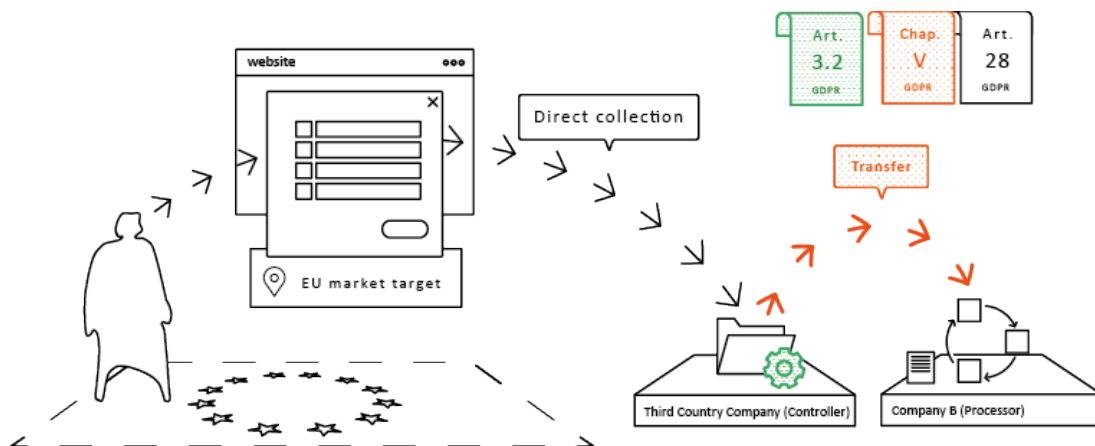 Art.
3.2
GDPR
Chap.
V
GDPR
Art.
28
GDPR
website
Direct collection
Transfer
EU market target
Third Country Company (Controller)
Company B (Processor)